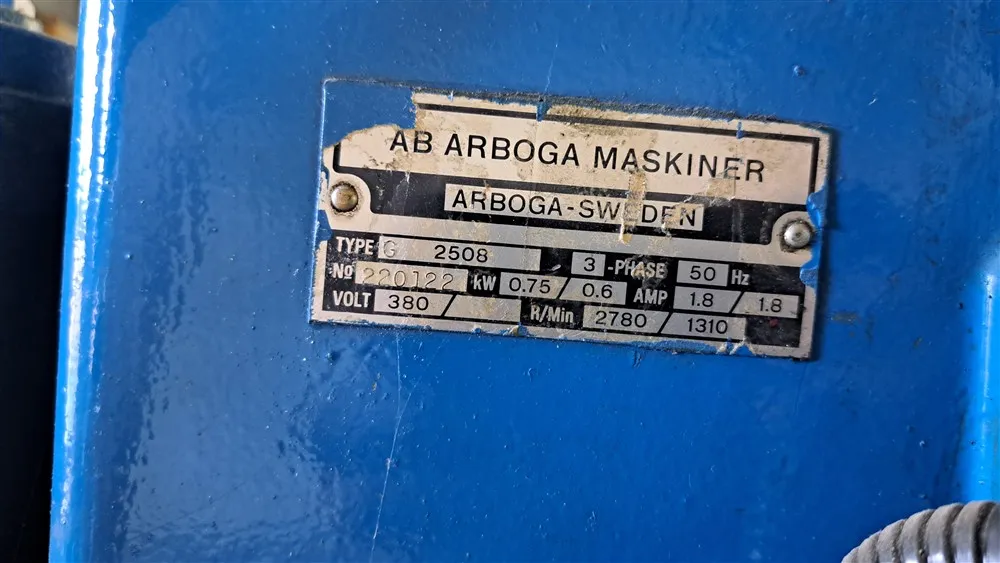 AB ARBOGA MASKINER
ARBOGA-SWEDEN
TYPE G 2508 3 -PHASE 50 Hz
No 220122 kW 0.75 / 0.6 AMP 1.8 / 1.8
VOLT 380 / R/Min 2780 / 1310